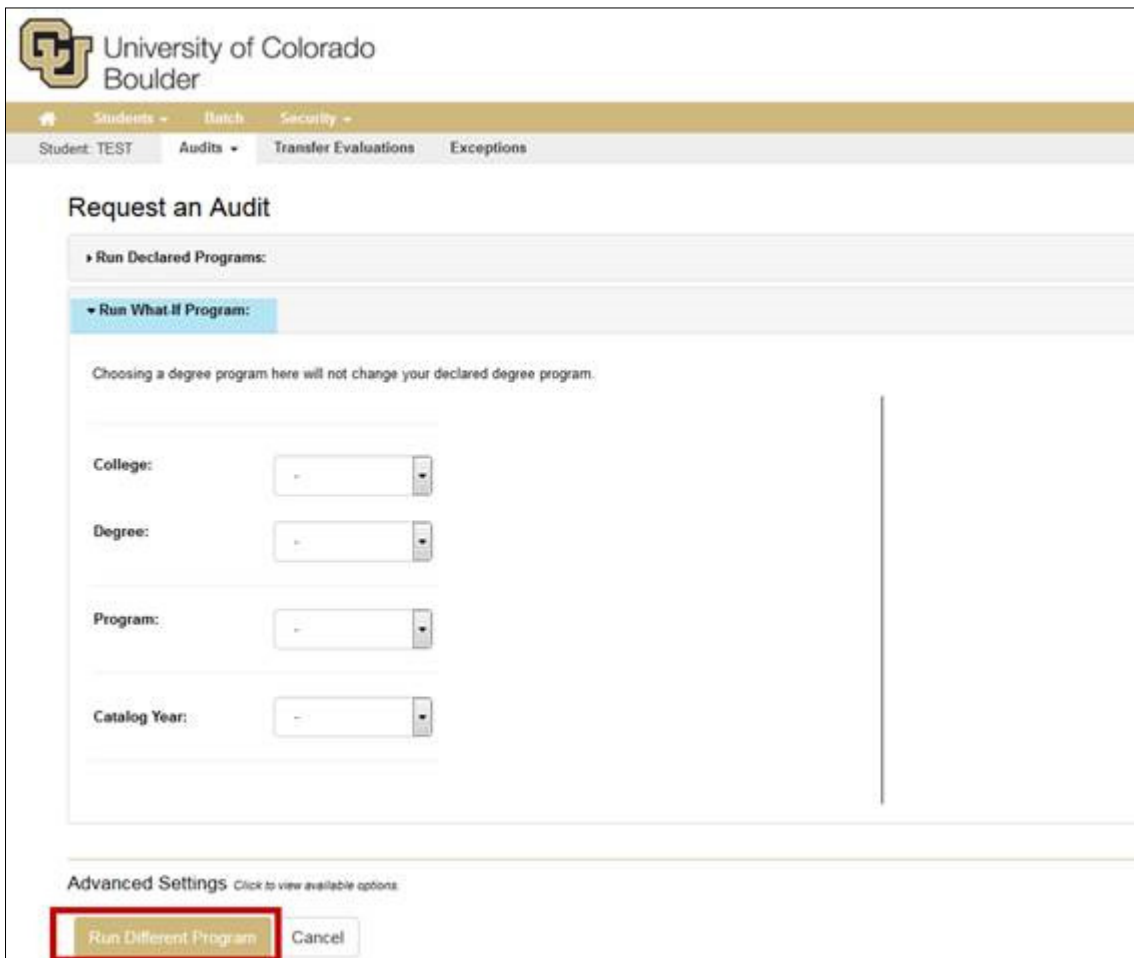 University of Colorado
Boulder
Students Batch Security
Student: TEST Audits Transfer Evaluations Exceptions
Request an Audit
Run Declared Programs:
Run What-If Program:
Choosing a degree program here will not change your declared degree program.
College: -
Degree: -
Program: -
Catalog Year: -
Advanced Settings Click to view available options.
Run Different Program Cancel